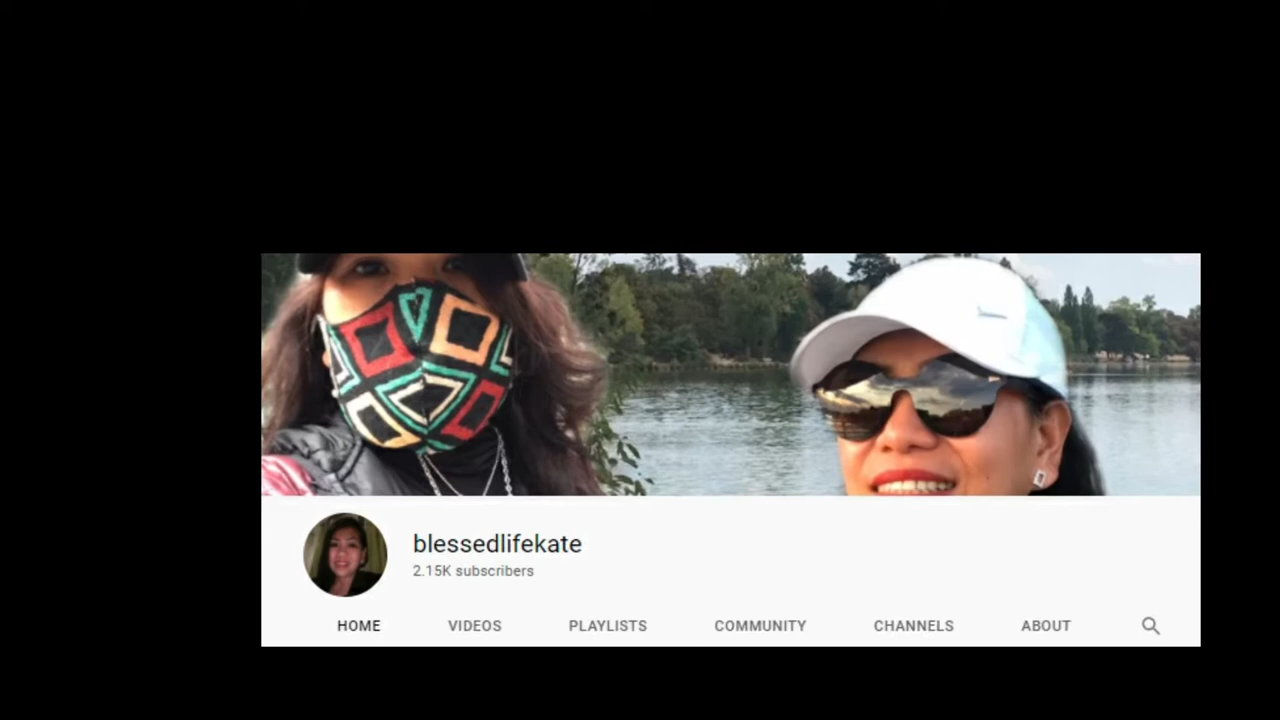 blessedlifekate
2.15K subscribers
HOME VIDEOS PLAYLISTS COMMUNITY CHANNELS ABOUT